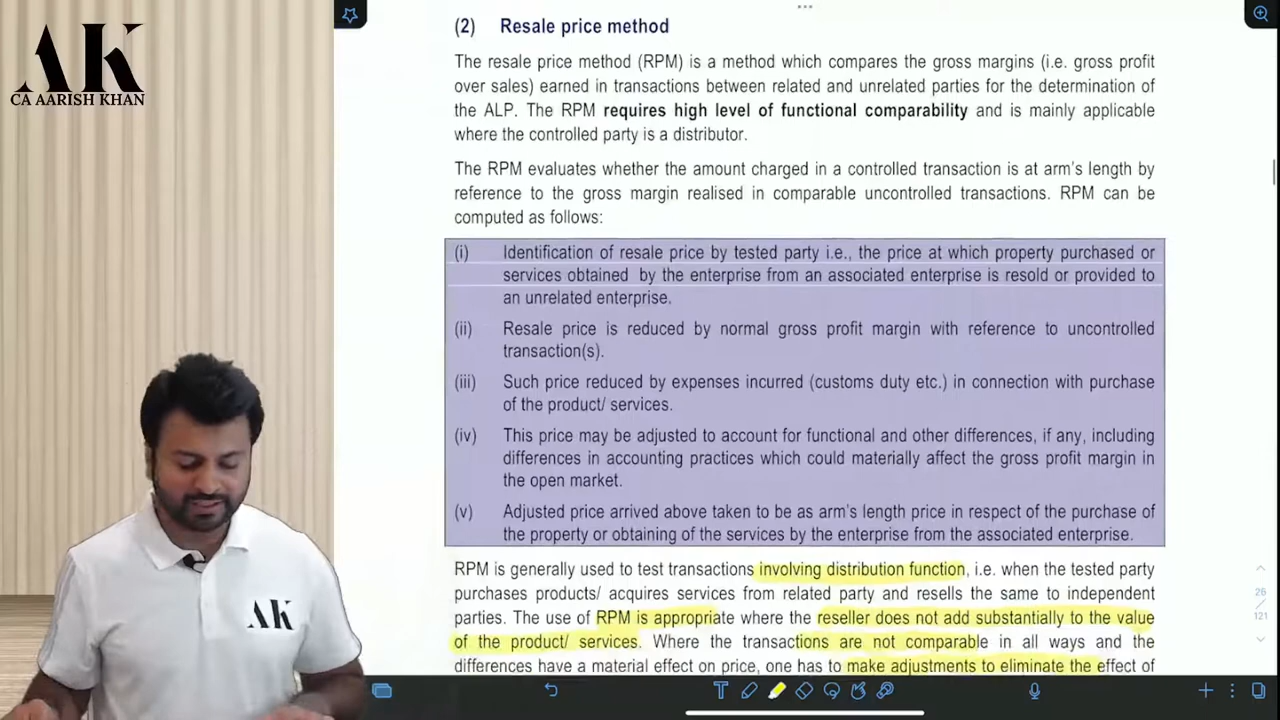 AK
CA AARISH KHAN
AK
(2) Resale price method
The resale price method (RPM) is a method which compares the gross margins (i.e. gross profit
over sales) earned in transactions between related and unrelated parties for the determination of
the ALP. The RPM requires high level of functional comparability and is mainly applicable
where the controlled party is a distributor.
The RPM evaluates whether the amount charged in a controlled transaction is at arm's length by
reference to the gross margin realised in comparable uncontrolled transactions. RPM can be
computed as follows:
(i) Identification of resale price by tested party i.e., the price at which property purchased or
services obtained by the enterprise from an associated enterprise is resold or provided to
an unrelated enterprise.
(ii) Resale price is reduced by normal gross profit margin with reference to uncontrolled
transaction(s).
(iii) Such price reduced by expenses incurred (customs duty etc.) in connection with purchase
of the product/ services.
(iv) This price may be adjusted to account for functional and other differences, if any, including
differences in accounting practices which could materially affect the gross profit margin in
the open market.
(v) Adjusted price arrived above taken to be as arm's length price in respect of the purchase of
the property or obtaining of the services by the enterprise from the associated enterprise.
RPM is generally used to test transactions involving distribution function, i.e. when the tested party
purchases products/ acquires services from related party and resells the same to independent
parties. The use of RPM is appropriate where the reseller does not add substantially to the value
of the product/ services. Where the transactions are not comparable in all ways and the
differences have a material effect on price, one has to make adjustments to eliminate the effect of
26
/
121
T